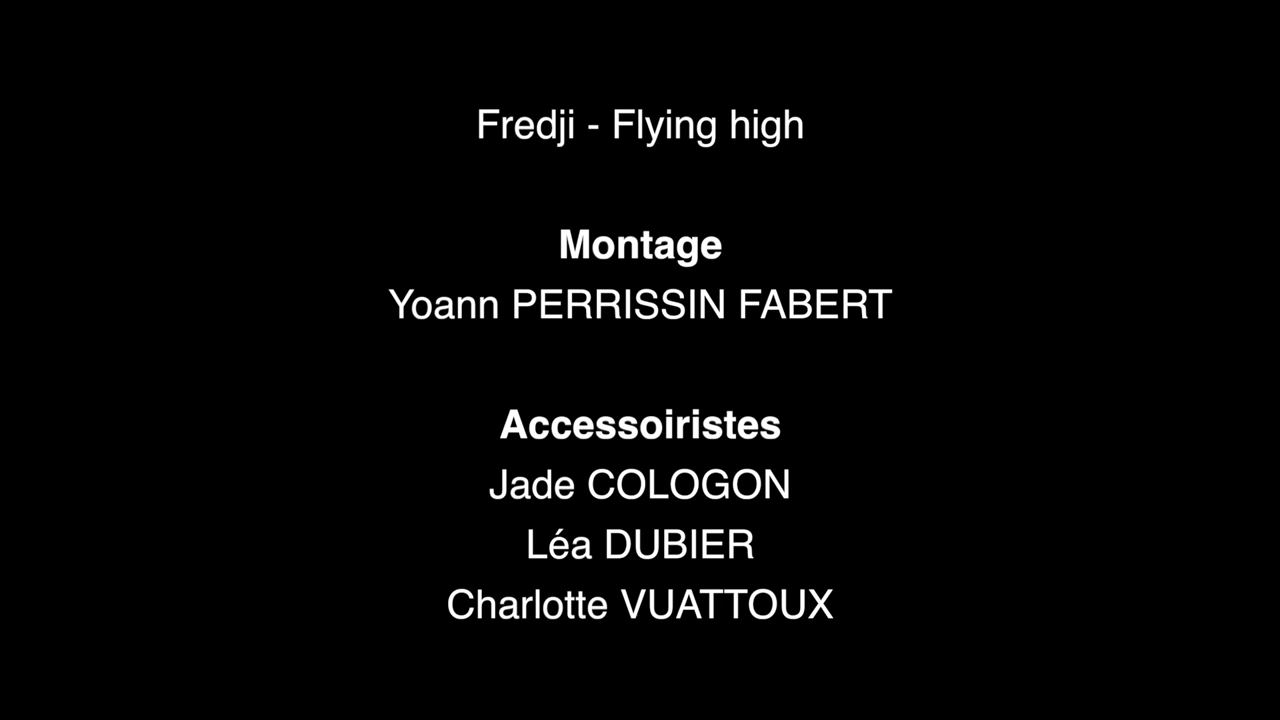 Fredji - Flying high
Montage
Yoann PERRISSIN FABERT
Accessoiristes
Jade COLOGON
Léa DUBIER
Charlotte VUATTOUX